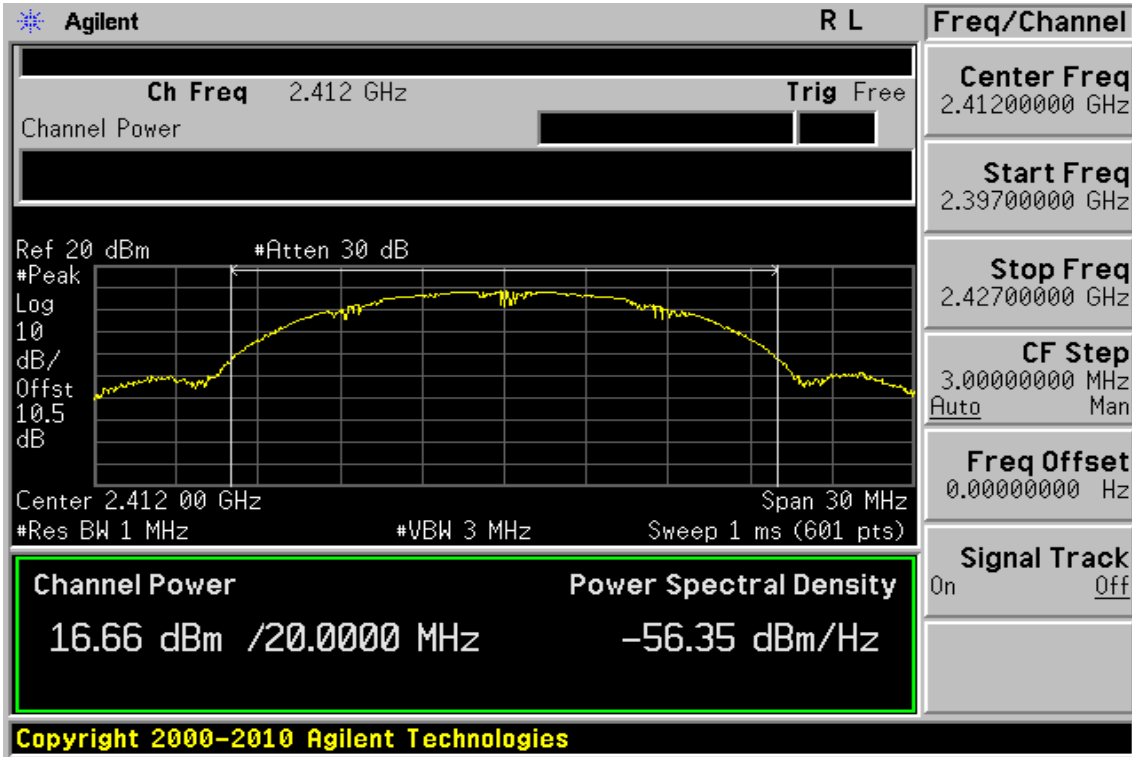 Agilent R L
Ch Freq 2.412 GHz Trig Free
Channel Power
Ref 20 dBm #Atten 30 dB
#Peak
Log
10
dB/
Offst
10.5
dB
Center 2.412 00 GHz Span 30 MHz
#Res BW 1 MHz #VBW 3 MHz Sweep 1 ms (601 pts)
Channel Power Power Spectral Density
16.66 dBm /20.0000 MHz -56.35 dBm/Hz
Copyright 2000-2010 Agilent Technologies
Freq/Channel
Center Freq
2.41200000 GHz
Start Freq
2.39700000 GHz
Stop Freq
2.42700000 GHz
CF Step
3.00000000 MHz
Auto Man
Freq Offset
0.00000000 Hz
Signal Track
On Off